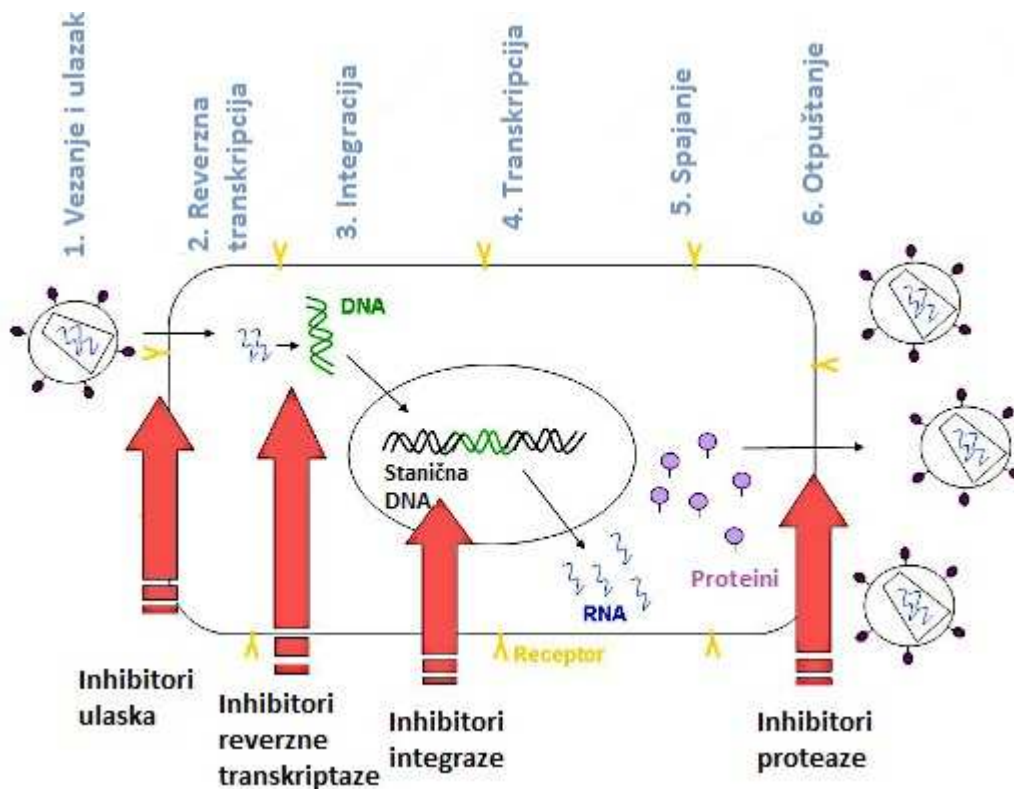 1. Vezanje i ulazak
2. Reverzna
transkripcija
3. Integracija
4. Transkripcija
5. Spajanje
6. Otpuštanje
DNA
Stanična
DNA
Proteini
RNA
Receptor
Inhibitori
ulaska
Inhibitori
reverzne
transkriptaze
Inhibitori
integraze
Inhibitori
proteaze